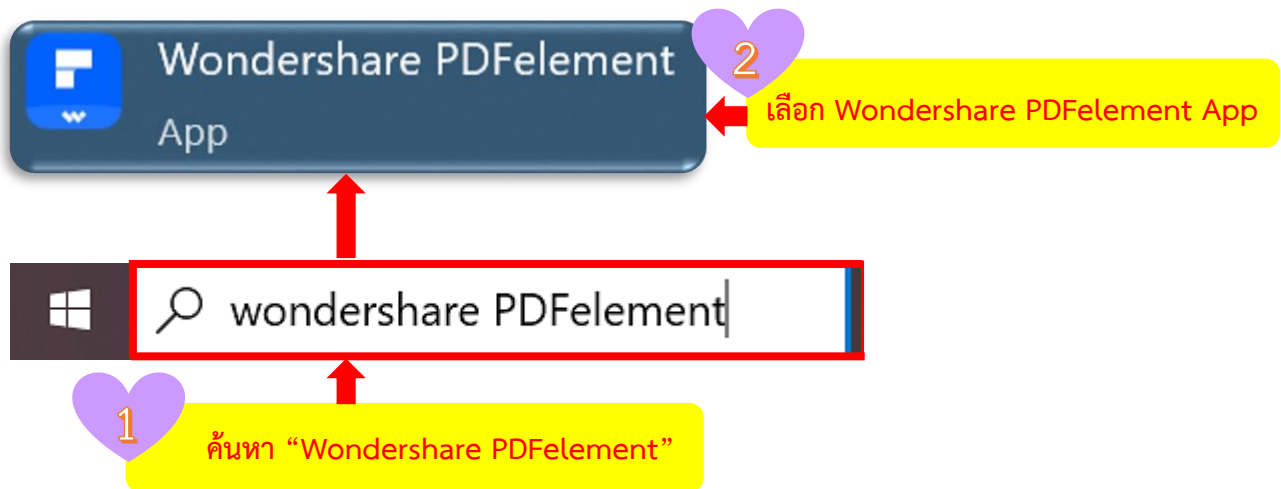 Wondershare PDFelement
App
2
เลือก Wondershare PDFelement App
wondershare PDFelement
1
ค้นหา “Wondershare PDFelement”